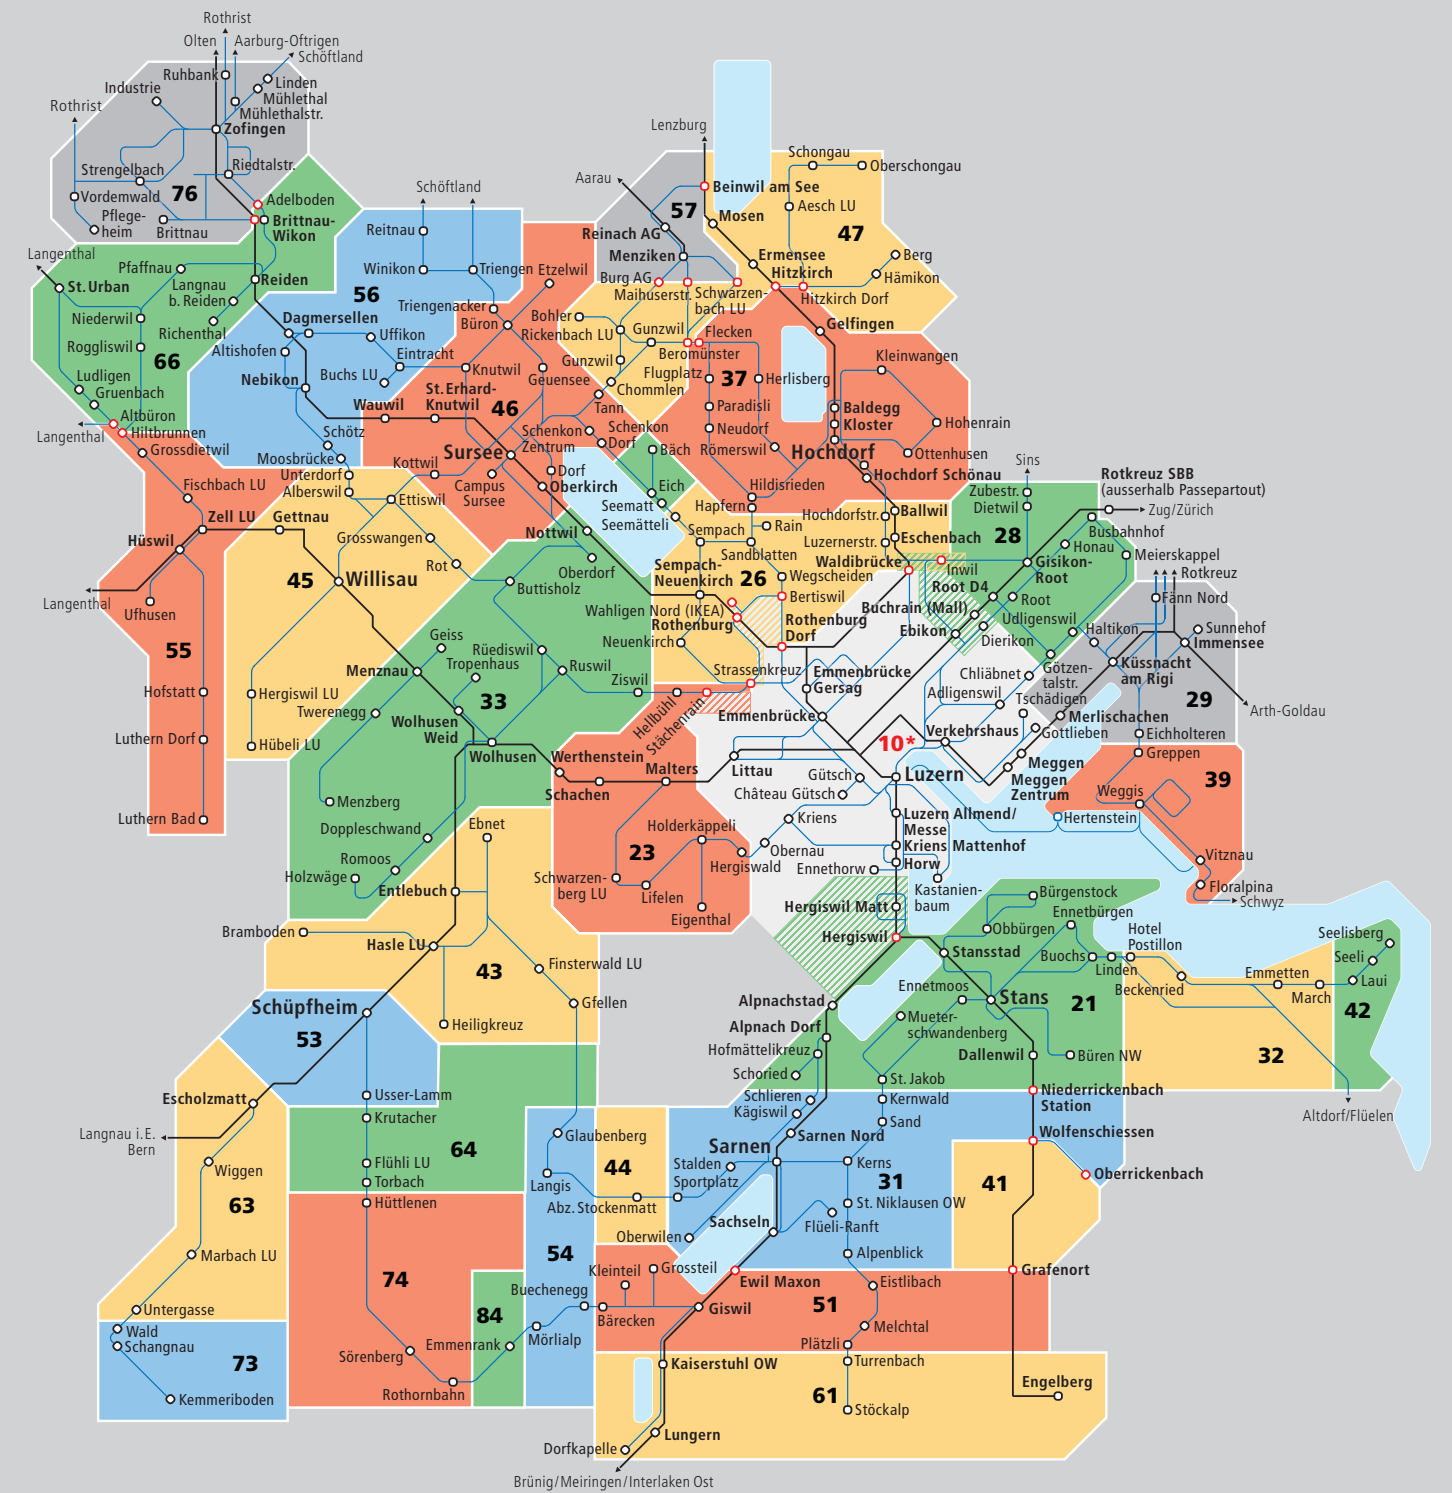 Rothrist
Olten
Aarburg-Oftrigen
Schöftland
Ruhbank
Linden
Industrie
Mühlethal
Mühlethalstr.
Rothrist
Zofingen
Strengelbach
Riedtalstr.
76
Vordemwald
Adelboden
Pflege-
heim
Brittnau
Brittnau-
Wikon
Langenthal
Pfaffnau
Reiden
St. Urban
Langnau
b. Reiden
Niederwil
Richenthal
Roggliswil
66
Ludligen
Gruenbach
Altbüron
Langenthal
Hiltbrunnen
Grossdietwil
Schöftland
Reitnau
Winikon
Triengen
Etzelwil
56
Triengenacker
Dagmersellen
Büron
Uffikon
Altishofen
Eintracht
Buchs LU
Knutwil
Nebikon
Geuensee
St. Erhard-
Knutwil
Wauwil
46
Schötz
Moosbrücke
Sursee
Schenkon
Zentrum
Schenkon
Dorf
Tann
Kottwil
Campus
Sursee
Dorf
Oberkirch
Unterdorf
Alberswil
Ettiswil
Nottwil
Fischbach LU
Zell LU
Gettnau
Grosswangen
Hüswil
45
Willisau
Rot
Buttisholz
Oberdorf
Langenthal
Ufhusen
55
Hofstatt
Luthern Dorf
Luthern Bad
Hergiswil LU
Hübeli LU
Lenzburg
Aarau
57
Beinwil am See
Mosen
Reinach AG
Menziken
Burg AG
Maihuserstr.
Schwarzen-
bach LU
Schongau
Oberschongau
Aesch LU
47
Ermensee
Hitzkirch
Berg
Hämikon
Hitzkirch Dorf
Gelfingen
Bohler
Rickenbach LU
Gunzwil
Flecken
Beromünster
Gunzwil
Chommlen
Flugplatz
37
Herlisberg
Paradisli
Neudorf
Römerswil
Kleinwangen
Baldegg
Kloster
Hohenrain
Hochdorf
Ottenhusen
Hochdorf Schönau
Bäch
Eich
Seematt
Seemätteli
Hildisrieden
Hapfern
Rain
Sempach
Sandblatten
Sempach-
Neuenkirch
26
Wegscheiden
Bertiswil
Wahligen Nord (IKEA)
Rothenburg
Rothenburg
Dorf
Neuenkirch
Strassenkreuz
Hochdorfstr.
Ballwil
Luzernerstr.
Eschenbach
Waldibrücke
Inwil
Sins
Zubestr.
Dietwil
28
Rotkreuz SBB
(ausserhalb Passepartout)
Zug/Zürich
Busbahnhof
Honau
Meierskappel
Gisikon-
Root
Rotkreuz
Root D4
Root
Buchrain (Mall)
Udligenswil
Ebikon
Dierikon
Fänn Nord
Haltikon
Sunnehof
Immensee
Küssnacht
am Rigi
29
Arth-Goldau
Götzen-
talstr.
Chliäbnet
Adligenswil
Tschädigen
Merlischachen
Gottlieben
Eichholteren
Greppen
Meggen
Meggen
Zentrum
Verkehrshaus
39
Weggis
Hertenstein
Vitznau
Floralpina
Schwyz
Geiss
Tropenhaus
Rüediswil
Ruswil
Ziswil
Menznau
33
Twerenegg
Wolhusen
Weid
Wolhusen
Menzberg
Doppleschwand
Romoos
Holzwäge
Hellbühl
Stächenrain
Emmenbrücke
Gersag
Emmenbrücke
10*
Werthenstein
Schachen
Malters
Littau
Luzern
Gütsch
Château Gütsch
Kriens
Luzern Allmend/
Messe
Kriens Mattenhof
Horw
Obernau
Ennethorw
Kastanien-
baum
Holderkäppeli
23
Hergiswald
Schwarzen-
berg LU
Lifelen
Eigenthal
Ebnet
Entlebuch
Bramboden
Hasle LU
43
Finsterwald LU
Gfellen
Heiligkreuz
Schüpfheim
53
Escholzmatt
Langnau i.E.
Bern
Usser-Lamm
Krutacher
64
Flühli LU
Torbach
Hüttlenen
Wiggen
63
Marbach LU
Untergasse
Wald
Schangnau
73
Kemmeriboden
74
Sörenberg
Rothornbahn
84
Emmenrank
Hergiswil Matt
Hergiswil
Bürgenstock
Obbürgen
Ennetbürgen
Stansstad
Buochs
Linden
Hotel
Postillon
Beckenried
Emmetten
March
Seelisberg
Seeli
Laui
42
32
Altdorf/Flüelen
Ennetmoos
Stans
21
Mueter-
schwandenberg
Dallenwil
Büren NW
Alpnachstad
Alpnach Dorf
Hofmättelikreuz
Schoried
St. Jakob
Kernwald
Sand
Niederrickenbach
Station
Wolfenschiessen
Oberrickenbach
Schlieren
Kägiswil
Sarnen Nord
Sarnen
Glaubenberg
44
Langis
Abz. Stockenmatt
Stalden
Sportplatz
Kerns
31
St. Niklausen OW
41
Oberwilen
Sachseln
Flüeli-Ranft
Alpenblick
54
Kleinteil
Grossteil
Ewil Maxon
Eistlibach
Grafenort
Buechenegg
Bärecken
Giswil
51
Mörlialp
Melchtal
Plätzli
Kaiserstuhl OW
Turrenbach
61
Engelberg
Stöckalp
Lungern
Dorfkapelle
Brünig/Meiringen/Interlaken Ost